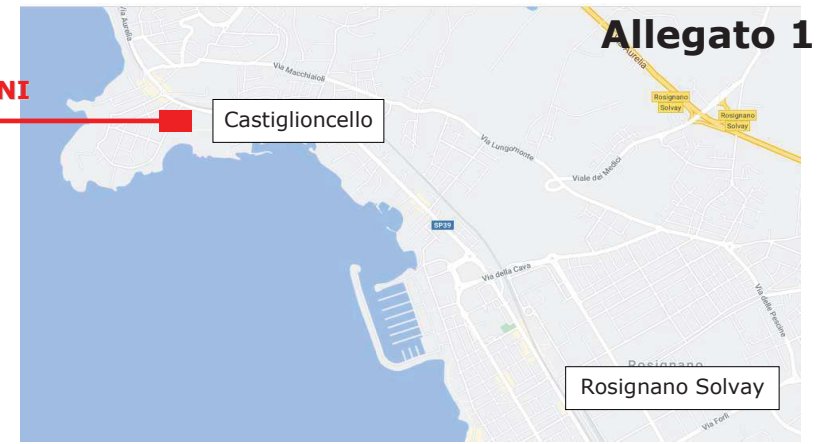 Allegato 1
NI
Via Aurelia
Aurelia
Via Macchiaioli
Castiglioncello
Rosignano
Solvay
Rosignano
Solvay
Via Lungomonte
Viale dei Medici
SP39
Via della Cava
Via delle Pescine
Rosignano
Rosignano Solvay
Via Forlì